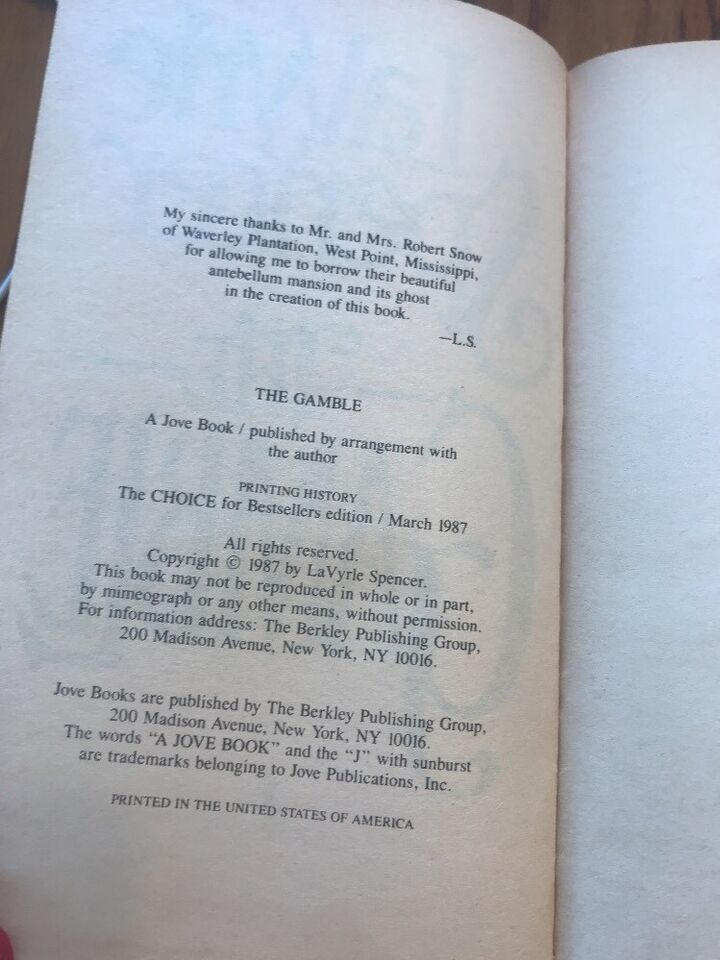 My sincere thanks to Mr. and Mrs. Robert Snow
of Waverley Plantation, West Point, Mississippi,
for allowing me to borrow their beautiful
antebellum mansion and its ghost
in the creation of this book.
—L.S.
THE GAMBLE
A Jove Book / published by arrangement with
the author
PRINTING HISTORY
The CHOICE for Bestsellers edition / March 1987
All rights reserved.
Copyright © 1987 by LaVyrle Spencer.
This book may not be reproduced in whole or in part,
by mimeograph or any other means, without permission.
For information address: The Berkley Publishing Group,
200 Madison Avenue, New York, NY 10016.
Jove Books are published by The Berkley Publishing Group,
200 Madison Avenue, New York, NY 10016.
The words “A JOVE BOOK” and the “J” with sunburst
are trademarks belonging to Jove Publications, Inc.
PRINTED IN THE UNITED STATES OF AMERICA